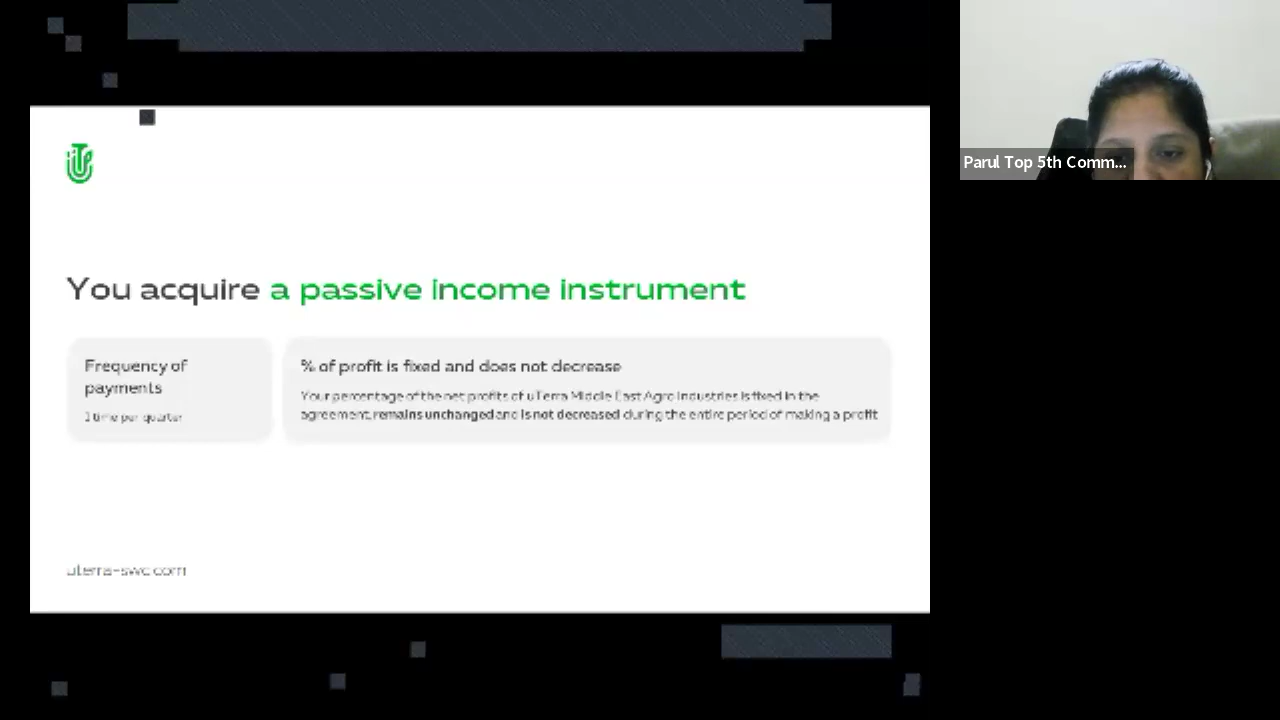 You acquire a passive income instrument
Frequency of
payments
1 time per quarter
% of profit is fixed and does not decrease
Your percentage of the net profits of uTerra Middle East Agro Industries is fixed in the
agreement, remains unchanged and is not decreased during the entire period of making a profit
uterra-swc.com
Parul Top 5th Comm...